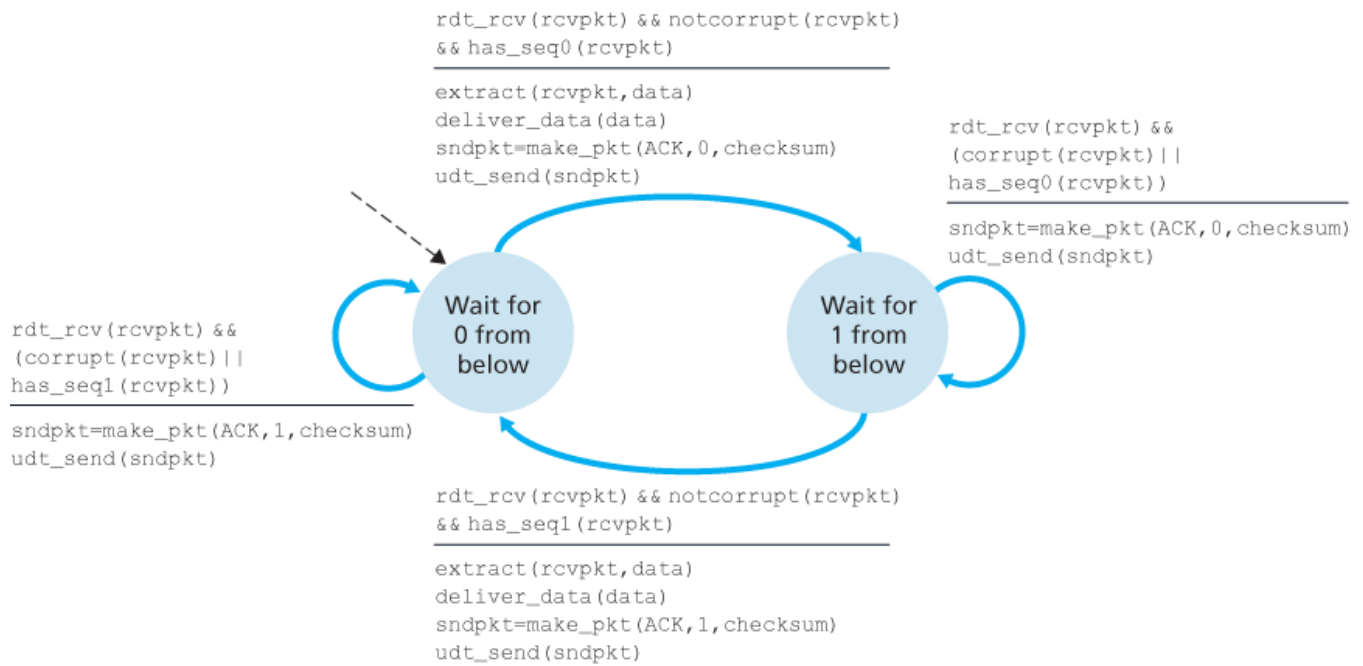 rdt_rcv(rcvpkt) && notcorrupt(rcvpkt)
&& has_seq0(rcvpkt)
extract(rcvpkt,data)
deliver_data(data)
sndpkt=make_pkt(ACK,0,checksum)
udt_send(sndpkt)
rdt_rcv(rcvpkt) &&
(corrupt(rcvpkt)||
has_seq0(rcvpkt))
sndpkt=make_pkt(ACK,0,checksum)
udt_send(sndpkt)
Wait for
0 from
below
Wait for
1 from
below
rdt_rcv(rcvpkt) &&
(corrupt(rcvpkt)||
has_seq1(rcvpkt))
sndpkt=make_pkt(ACK,1,checksum)
udt_send(sndpkt)
rdt_rcv(rcvpkt) && notcorrupt(rcvpkt)
&& has_seq1(rcvpkt)
extract(rcvpkt,data)
deliver_data(data)
sndpkt=make_pkt(ACK,1,checksum)
udt_send(sndpkt)